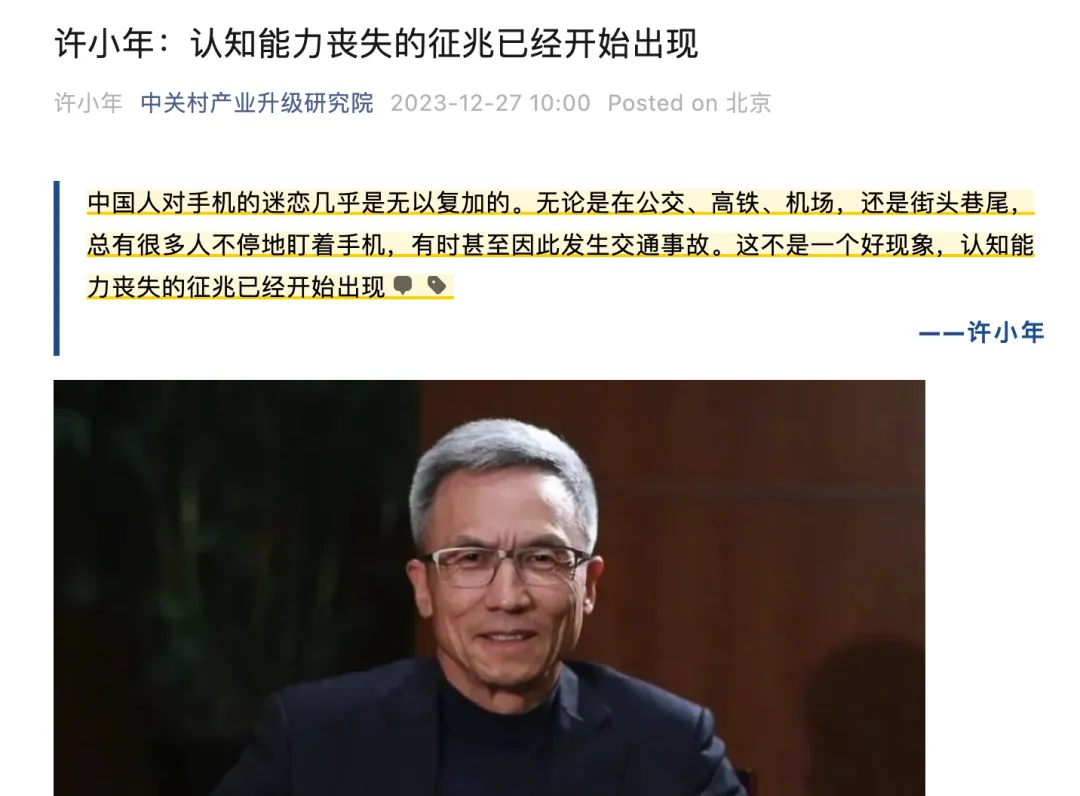 许小年：认知能力丧失的征兆已经开始出现
许小年 中关村产业升级研究院 2023-12-27 10:00 Posted on 北京
中国人对手机的迷恋几乎是无以复加的。无论是在公交、高铁、机场，还是街头巷尾，
总有很多人不停地盯着手机，有时甚至因此发生交通事故。这不是一个好现象，认知能
力丧失的征兆已经开始出现
——许小年